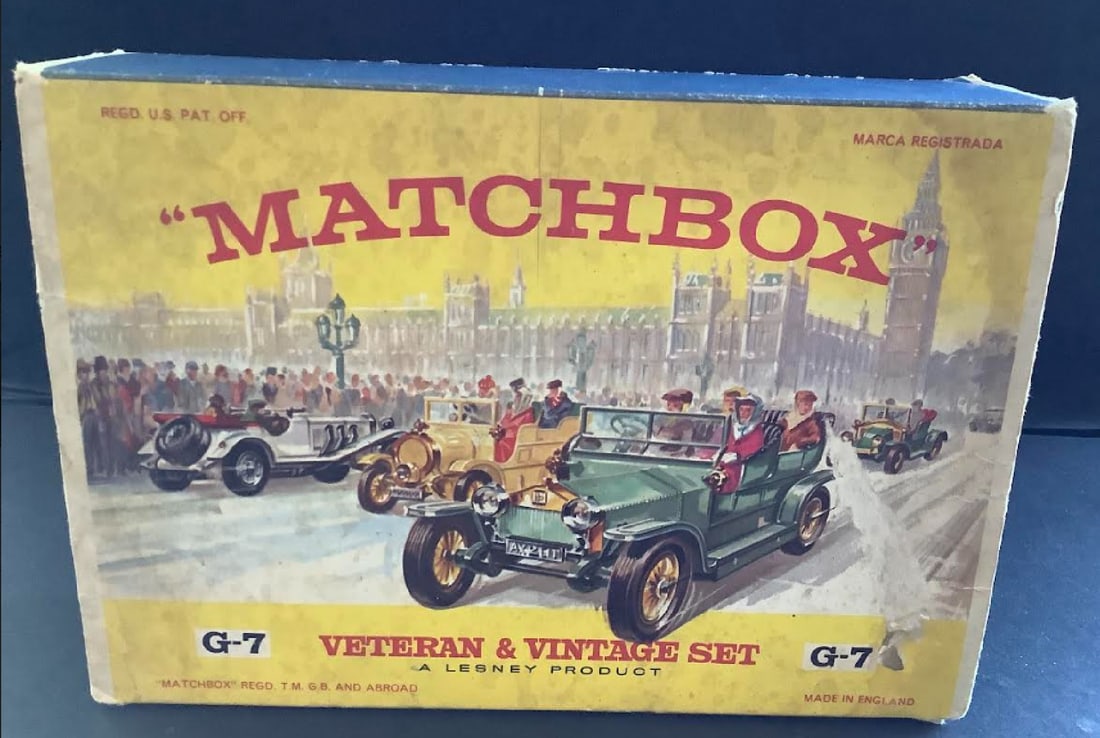 REGD. U.S. PAT. OFF.
MARCA REGISTRADA
"MATCHBOX"
G-7
VETERAN & VINTAGE SET
G-7
A LESNEY PRODUCT
"MATCHBOX" REGD. T.M. G.B. AND ABROAD
MADE IN ENGLAND